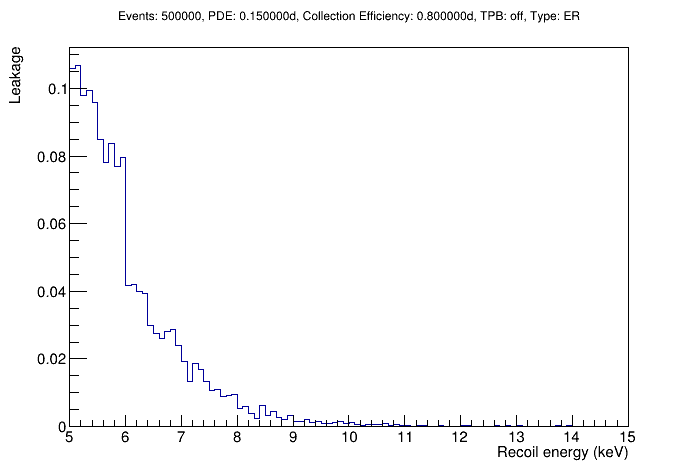 Events: 500000, PDE: 0.150000d, Collection Efficiency: 0.800000d, TPB: off, Type: ER
Leakage
0.1
0.08
0.06
0.04
0.02
0
5 6 7 8 9 10 11 12 13 14 15
Recoil energy (keV)